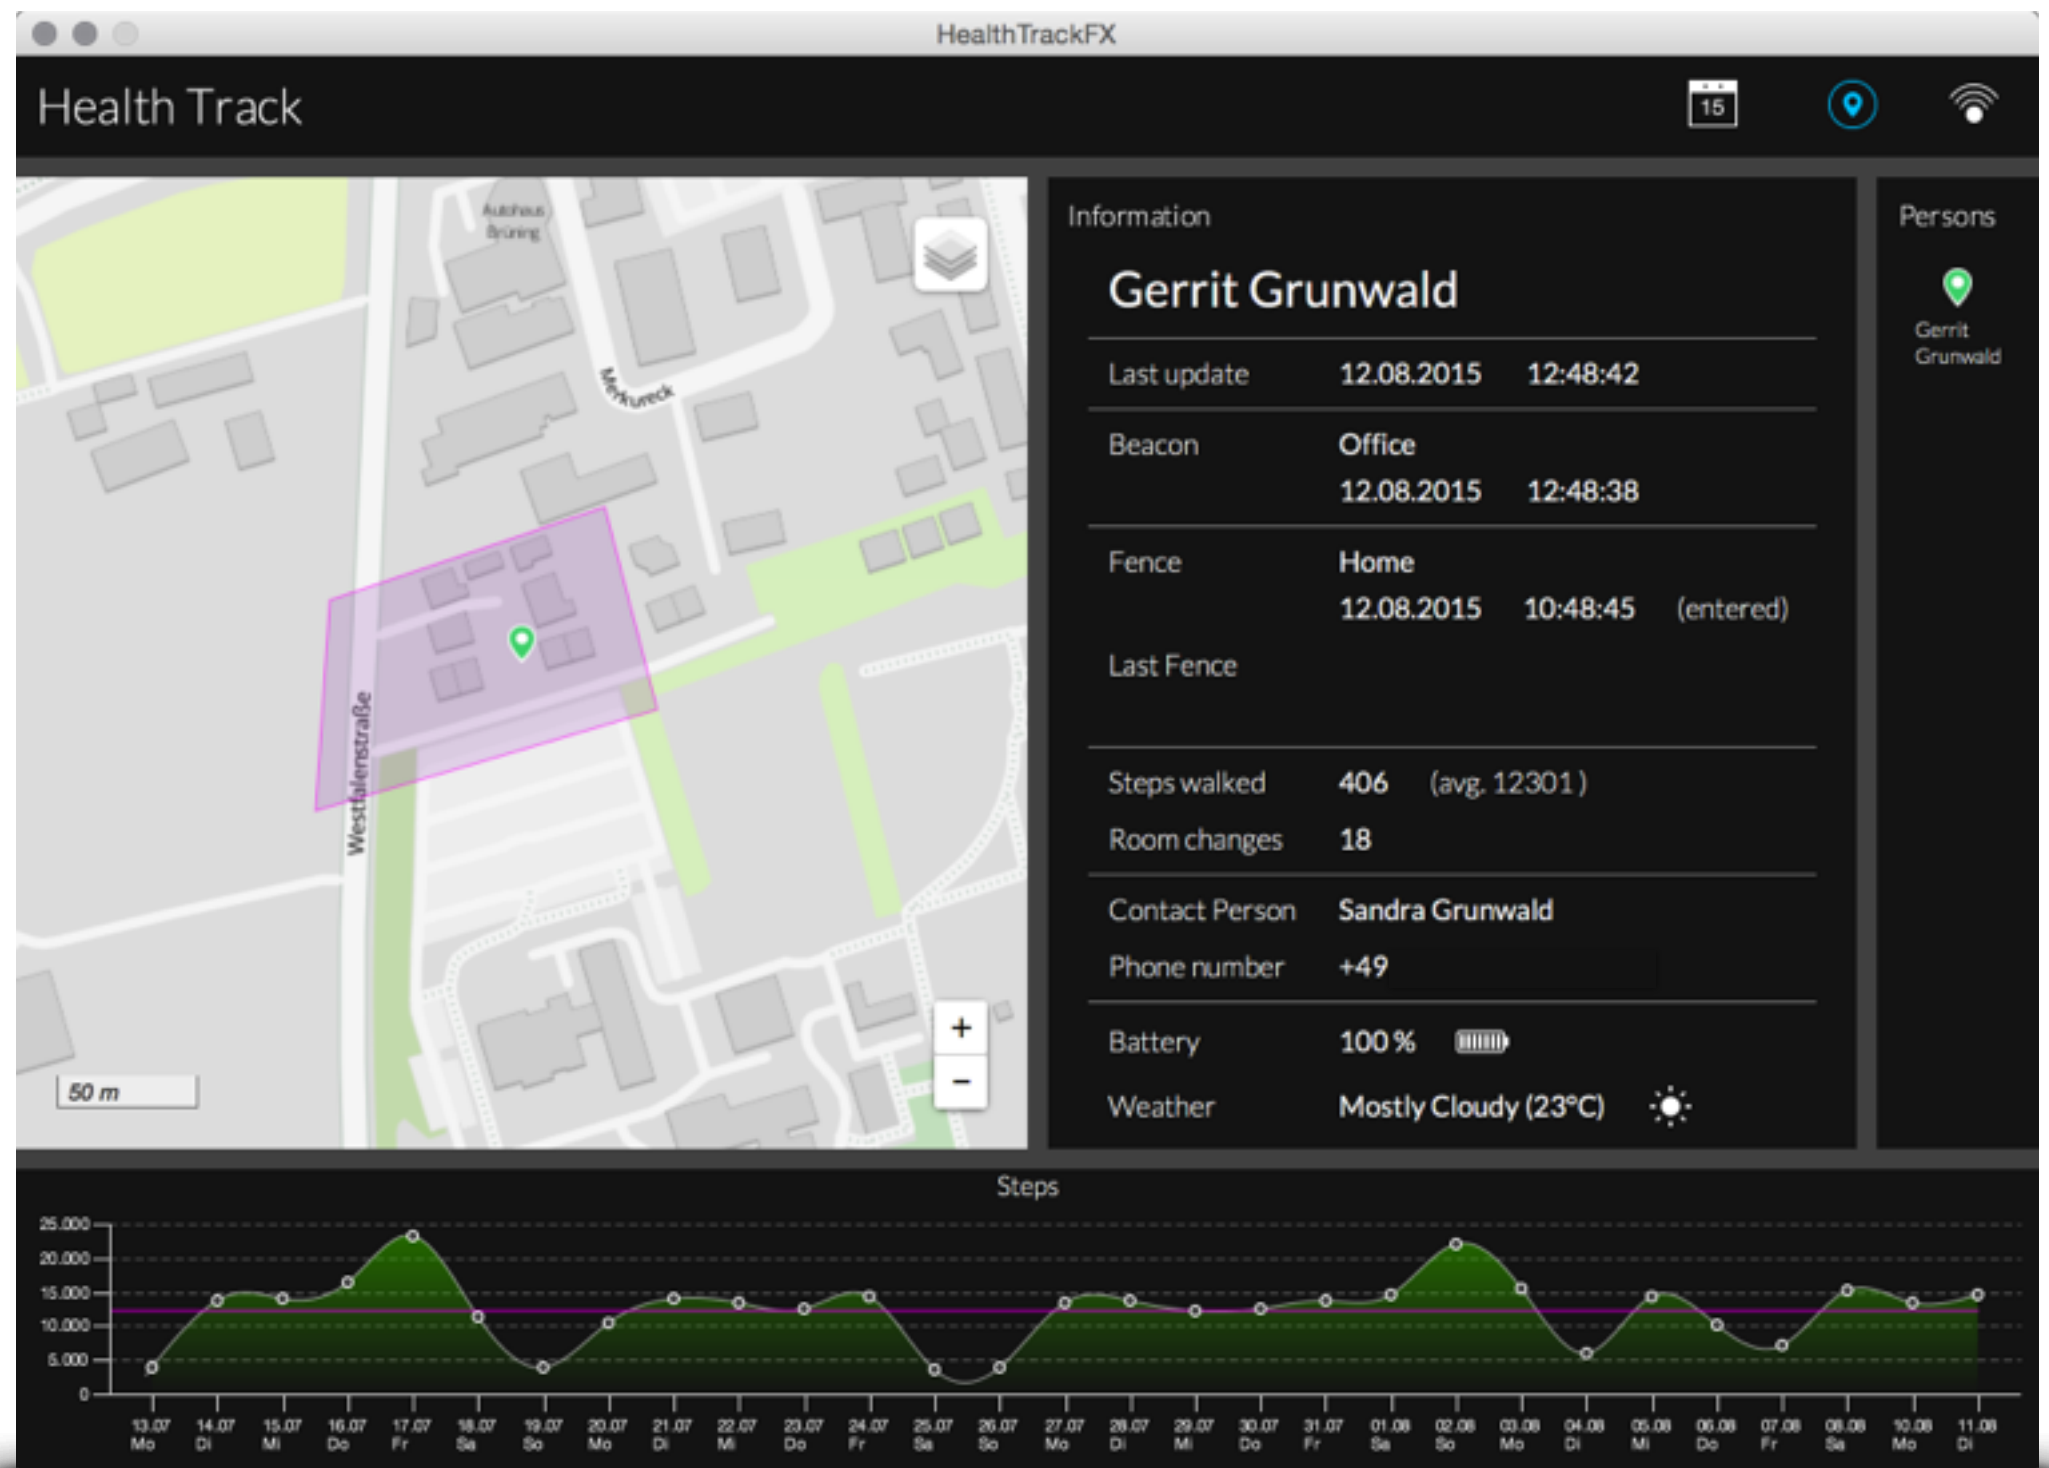 HealthTrackFX
Health Track
15
Autohaus
Brüning
Merkureck
Westfalenstraße
50 m
+
−
Information
Gerrit Grunwald
Last update 12.08.2015 12:48:42
Beacon Office
12.08.2015 12:48:38
Fence Home
12.08.2015 10:48:45 (entered)
Last Fence
Steps walked 406 (avg. 12301 )
Room changes 18
Contact Person Sandra Grunwald
Phone number +49
Battery 100 %
Weather Mostly Cloudy (23°C)
Persons
Gerrit
Grunwald
Steps
25.000
20.000
15.000
10.000
5.000
0
13.07 14.07 15.07 16.07 17.07 18.07 19.07 20.07 21.07 22.07 23.07 24.07 25.07 26.07 27.07 28.07 29.07 30.07 31.07 01.08 02.08 03.08 04.08 05.08 06.08 07.08 08.08 10.08 11.08
Mo Di Mi Do Fr Sa So Mo Di Mi Do Fr Sa So Mo Di Mi Do Fr Sa So Mo Di Mi Do Fr Sa Mo Di